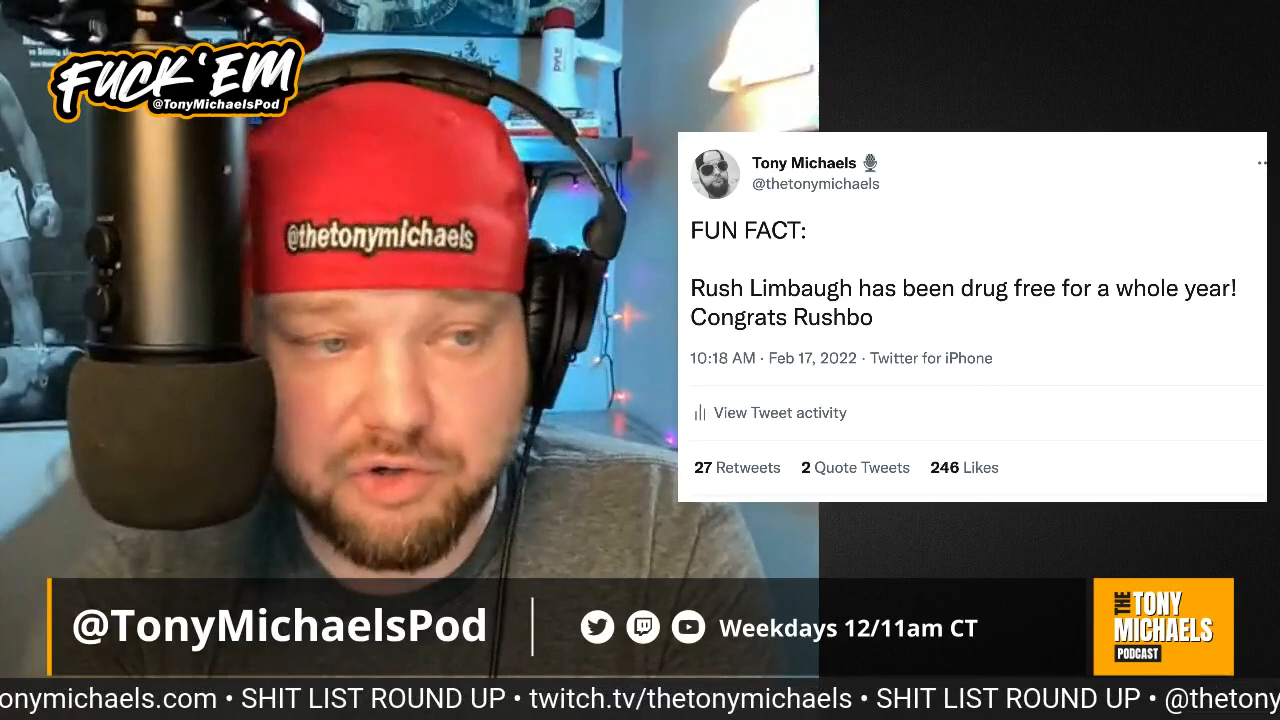 FUCK 'EM
@TonyMichaelsPod
PYLE
@thetonymichaels
Tony Michaels
@thetonymichaels
FUN FACT:
Rush Limbaugh has been drug free for a whole year!
Congrats Rushbo
10:18 AM · Feb 17, 2022 · Twitter for iPhone
View Tweet activity
27 Retweets 2 Quote Tweets 246 Likes
@TonyMichaelsPod
Weekdays 12/11am CT
THE TONY
MICHAELS
PODCAST
onymichaels.com • SHIT LIST ROUND UP • twitch.tv/thetonymichaels • SHIT LIST ROUND UP • @thetony